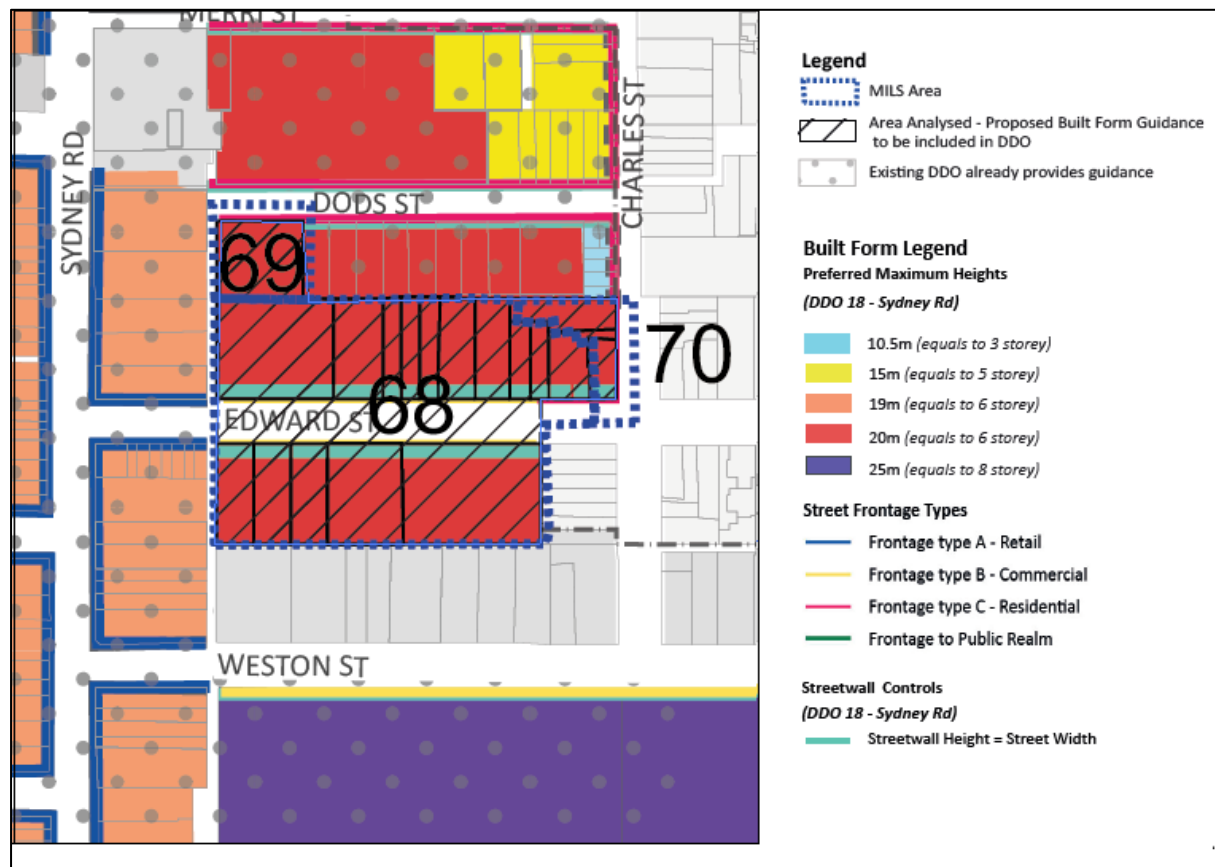 MERRI ST
SYDNEY RD
CHARLES ST
DODS ST
69
70
68
EDWARD ST
WESTON ST
Legend
MILS Area
Area Analysed - Proposed Built Form Guidance
to be included in DDO
Existing DDO already provides guidance
Built Form Legend
Preferred Maximum Heights
(DDO 18 - Sydney Rd)
10.5m (equals to 3 storey)
15m (equals to 5 storey)
19m (equals to 6 storey)
20m (equals to 6 storey)
25m (equals to 8 storey)
Street Frontage Types
Frontage type A - Retail
Frontage type B - Commercial
Frontage type C - Residential
Frontage to Public Realm
Streetwall Controls
(DDO 18 - Sydney Rd)
Streetwall Height = Street Width